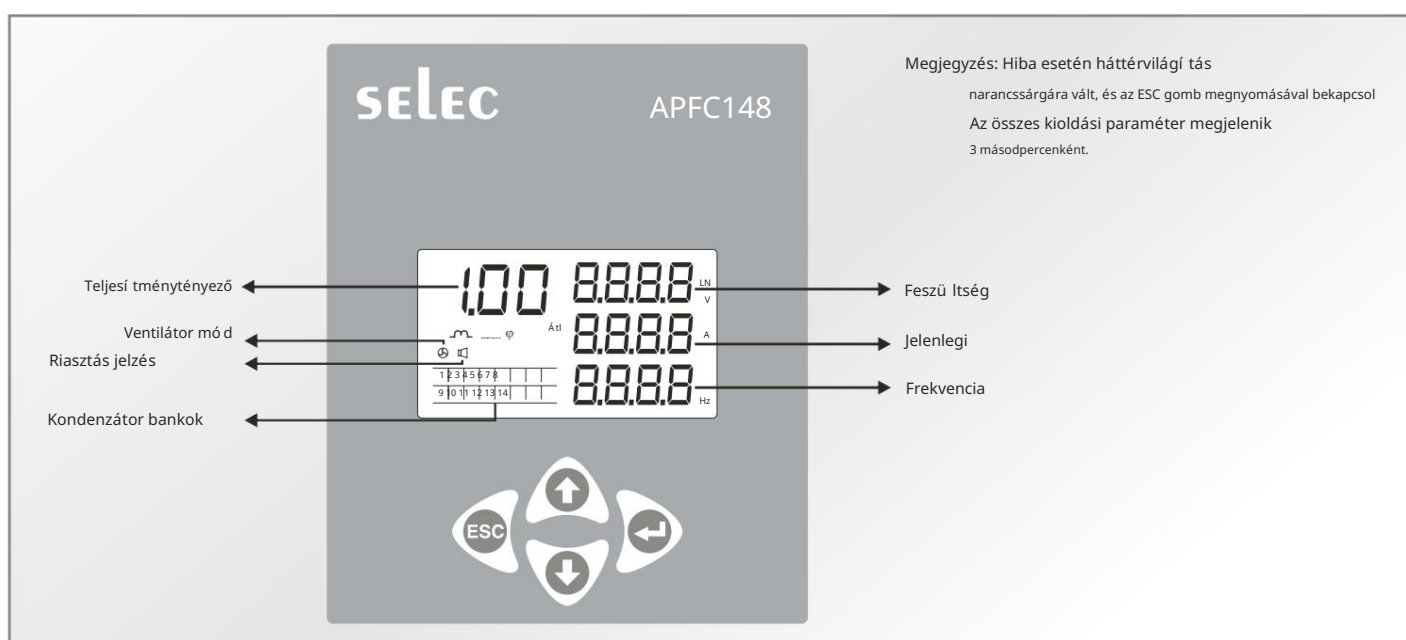 Megjegyzés: Hiba esetén háttérvilágí tás
narancssárgára vált, és az ESC gomb megnyomásával bekapcsol
Az összes kioldási paraméter megjelenik
3 másodpercenként.
selec
APFC148
Teljesí tménytényező
Ventilátor mó d
Riasztás jelzés
Kondenzátor bankok
1.00
φ
Átl
1 2 3 4 5 6 7 8
9 10 11 12 13 14
8.8.8.8 LN V
8.8.8.8 A
8.8.8.8 Hz
Feszü ltség
Jelenlegi
Frekvencia
ESC